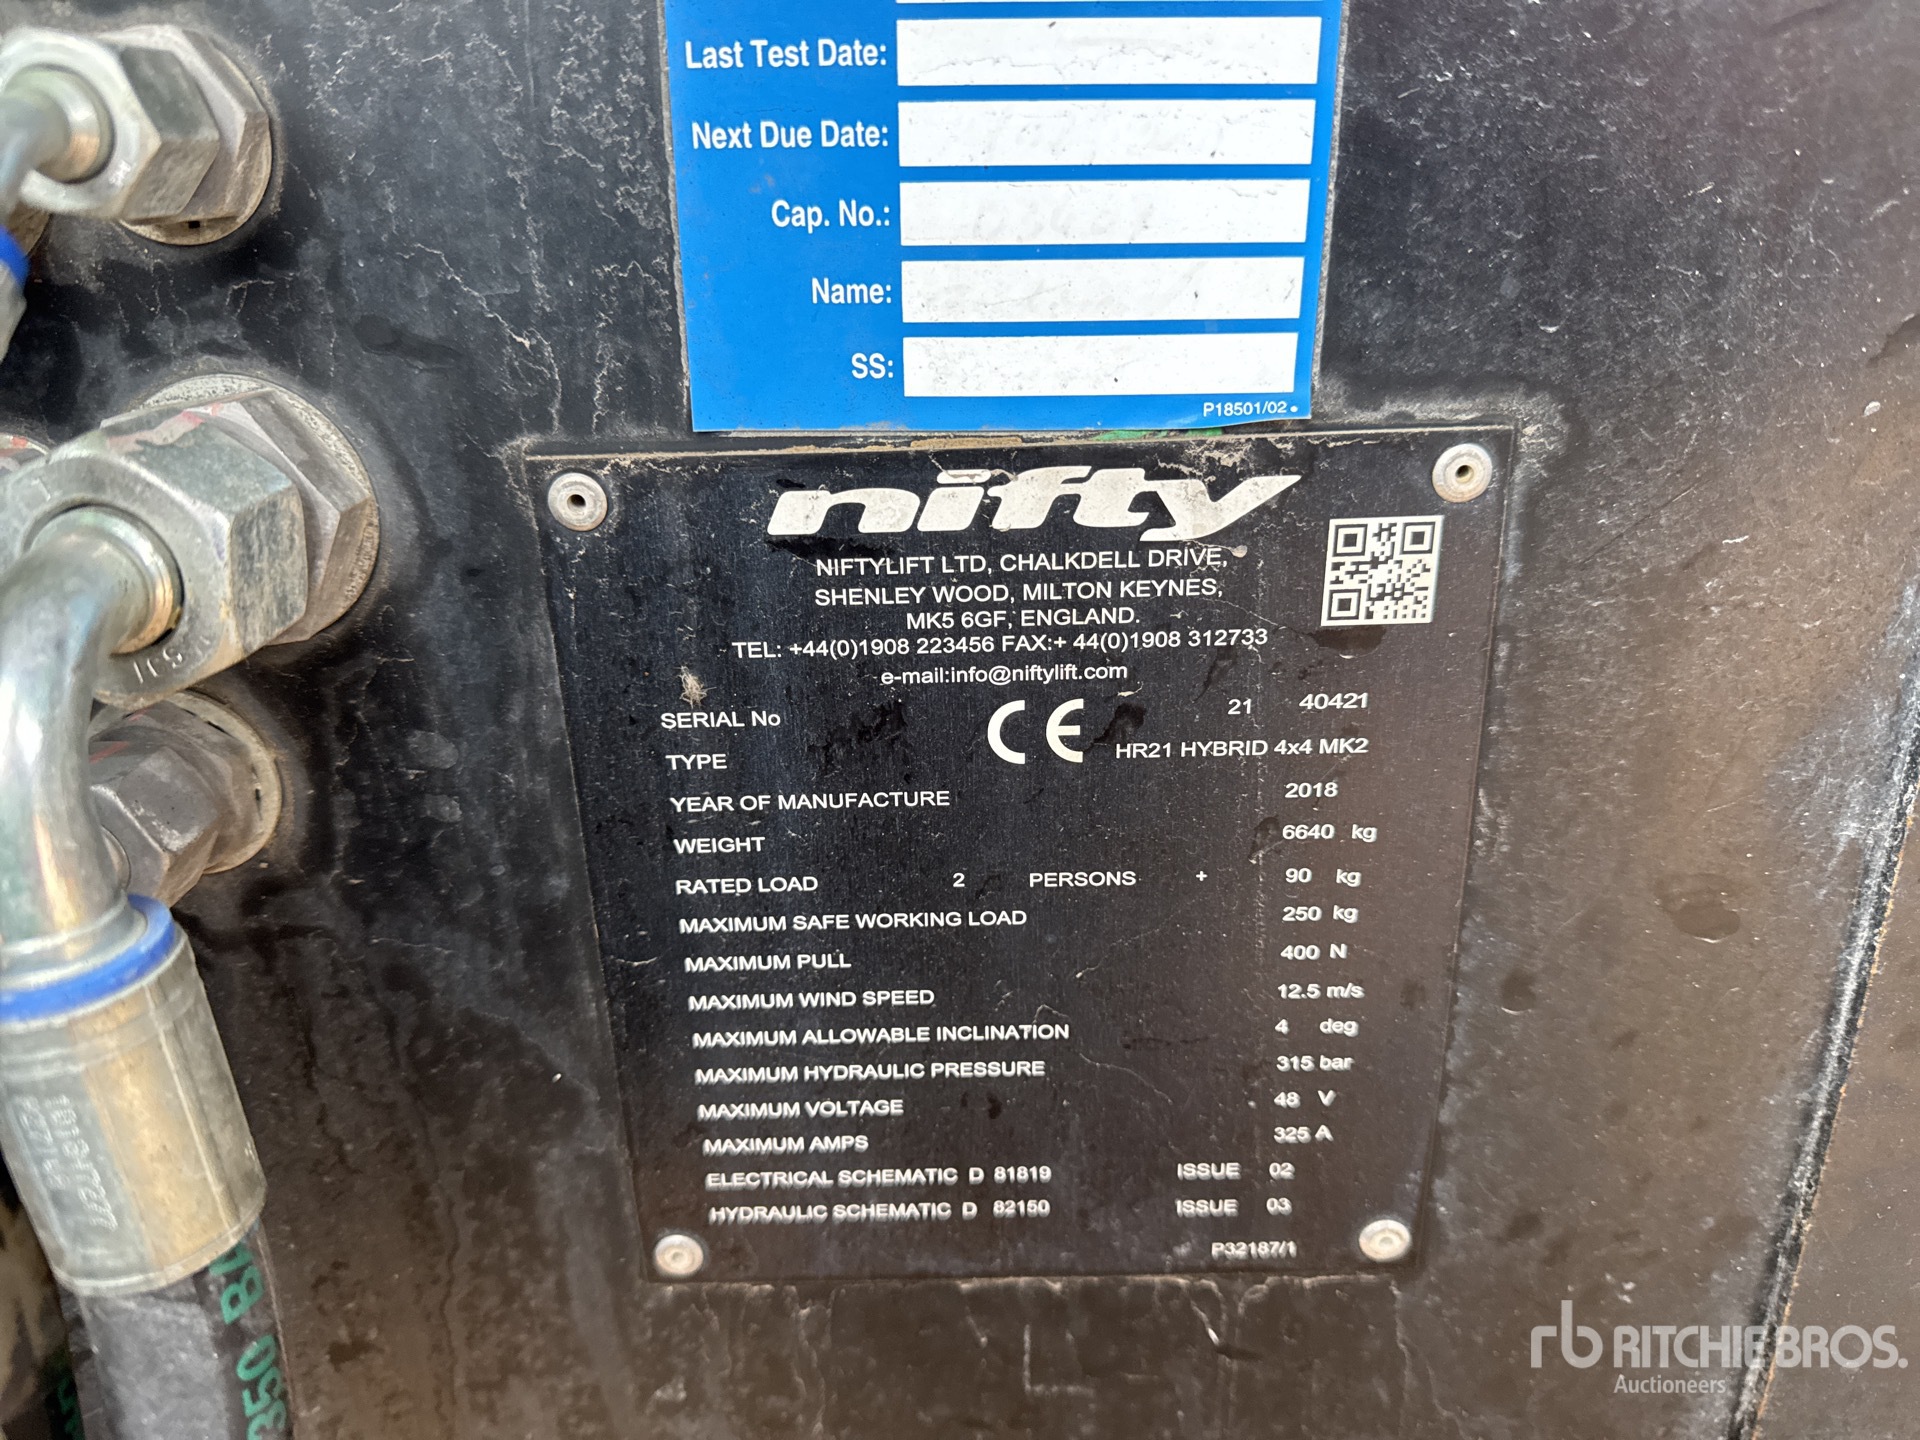 Last Test Date:
Next Due Date:
Cap. No.:
Name:
SS:
P18501/02
nifty
NIFTYLIFT LTD, CHALKDELL DRIVE,
SHENLEY WOOD, MILTON KEYNES,
MK5 6GF, ENGLAND.
TEL: +44(0)1908 223456 FAX:+ 44(0)1908 312733
e-mail:info@niftylift.com
SERIAL No 21 40421
CE
TYPE HR21 HYBRID 4x4 MK2
YEAR OF MANUFACTURE 2018
WEIGHT 6640 kg
RATED LOAD 2 PERSONS + 90 kg
MAXIMUM SAFE WORKING LOAD 250 kg
MAXIMUM PULL 400 N
MAXIMUM WIND SPEED 12.5 m/s
MAXIMUM ALLOWABLE INCLINATION 4 deg
MAXIMUM HYDRAULIC PRESSURE 315 bar
MAXIMUM VOLTAGE 48 V
MAXIMUM AMPS 325 A
ELECTRICAL SCHEMATIC D 81819 ISSUE 02
HYDRAULIC SCHEMATIC D 82150 ISSUE 03
P32187/1
350
rb RITCHIE BROS.
Auctioneers